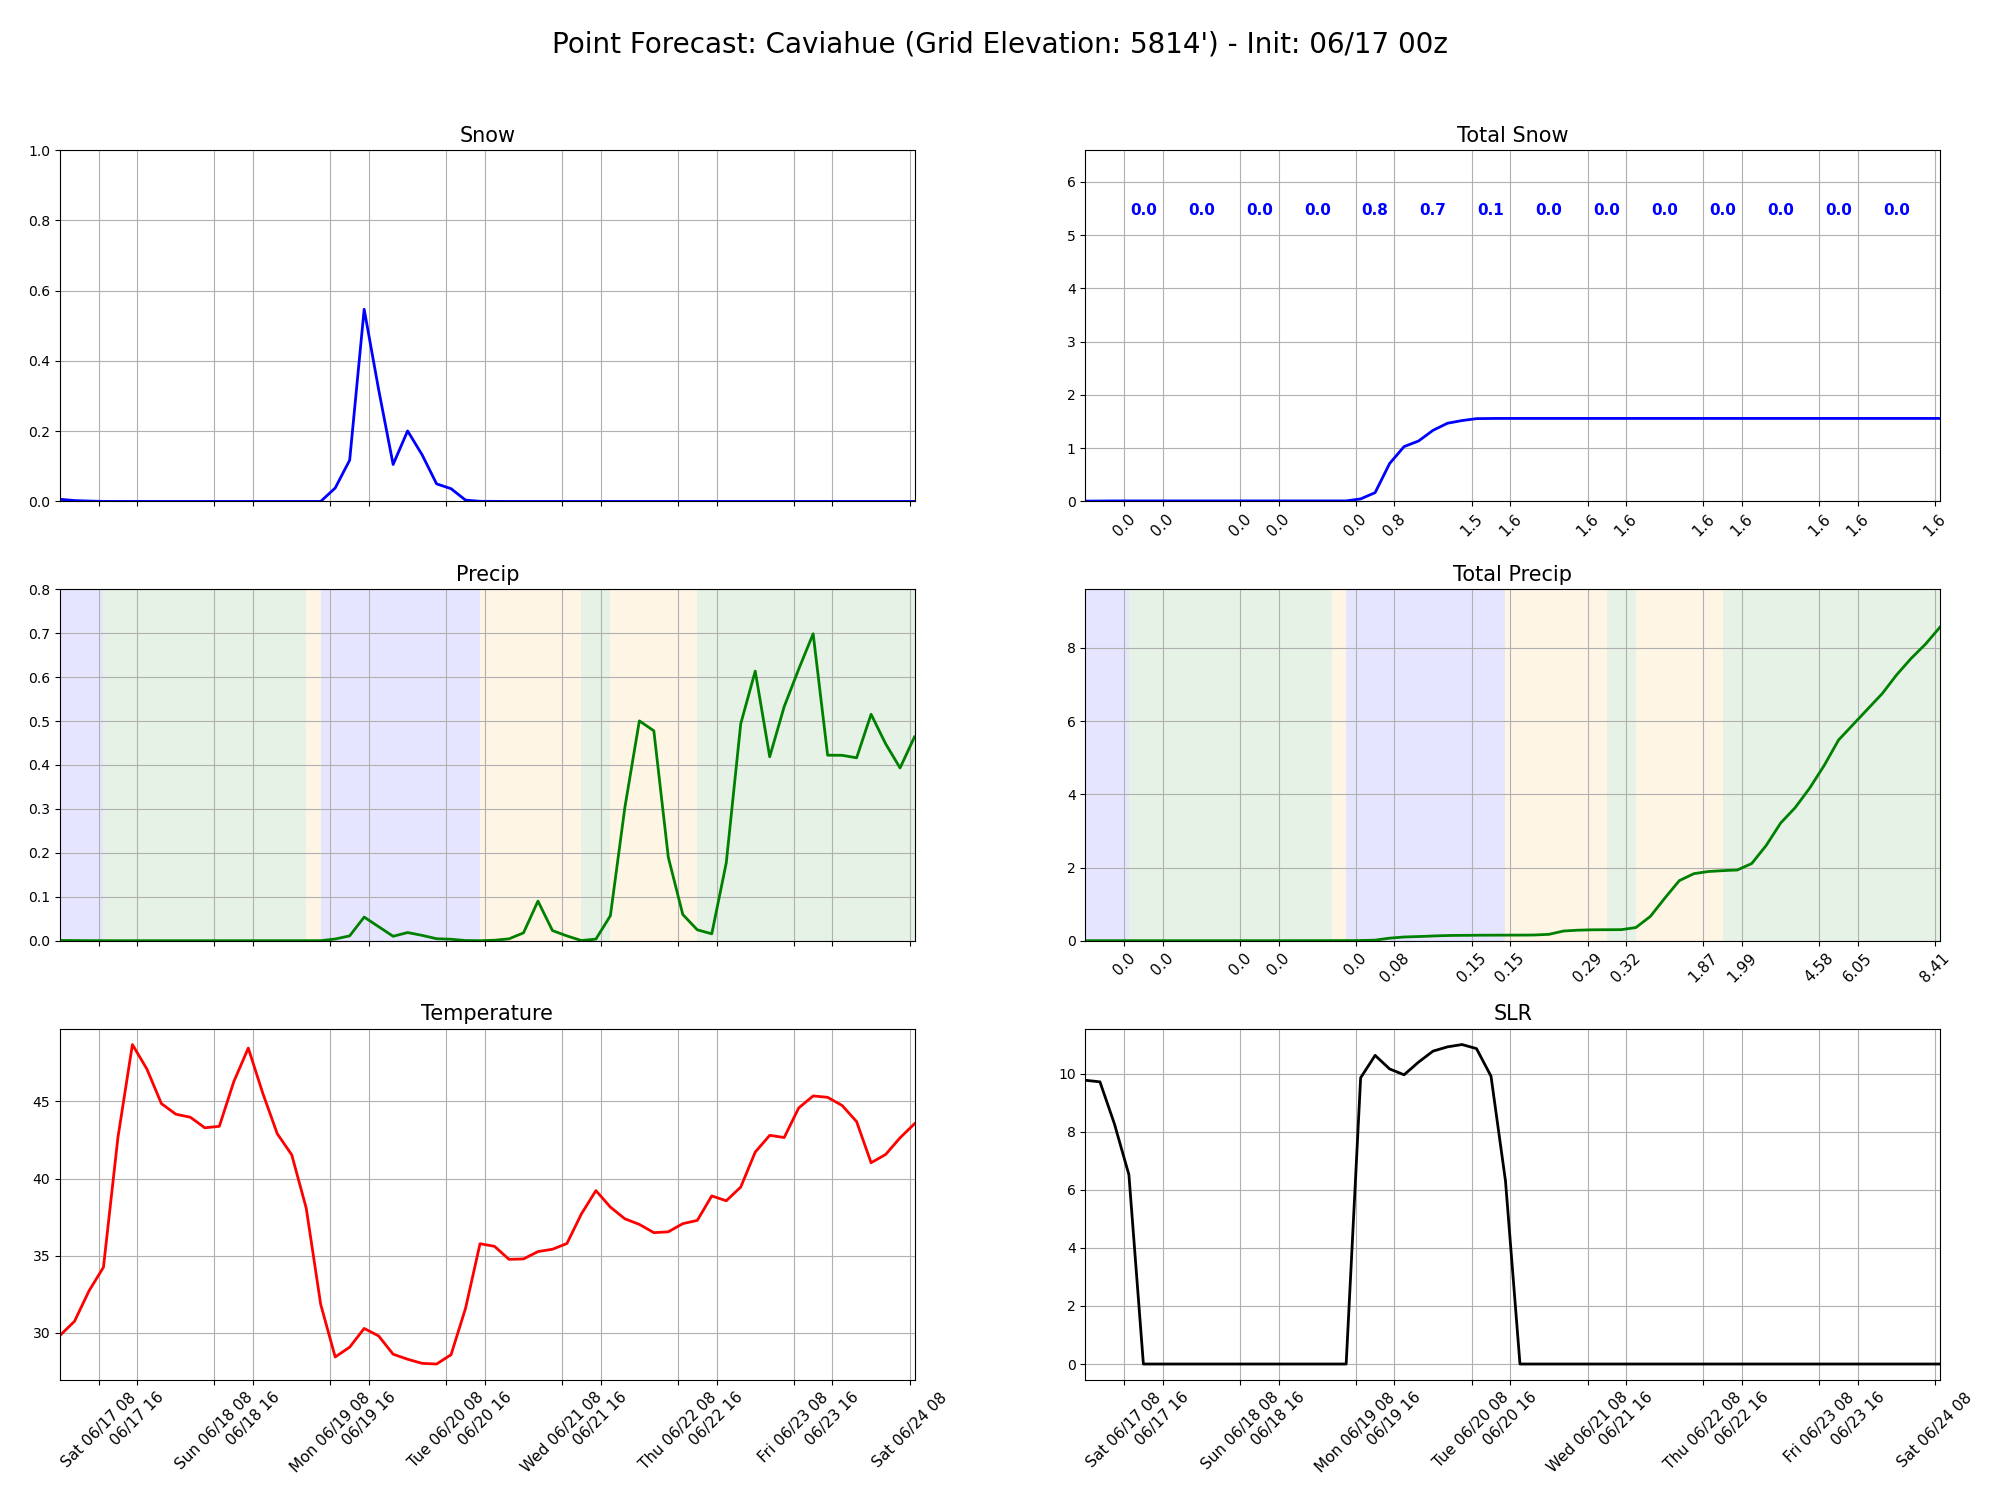 Point Forecast: Caviahue (Grid Elevation: 5814') - Init: 06/17 00z
Snow
1.0
0.8
0.6
0.4
0.2
0.0
Total Snow
6
5
4
3
2
1
0
0.0 0.0 0.0 0.0 0.8 0.7 0.1 0.0 0.0 0.0 0.0 0.0 0.0 0.0
0.0 0.0 0.0 0.0 0.0 0.8 1.5 1.6 1.6 1.6 1.6 1.6 1.6 1.6 1.6
Precip
0.8
0.7
0.6
0.5
0.4
0.3
0.2
0.1
0.0
Total Precip
8
6
4
2
0
0.0 0.0 0.0 0.0 0.0 0.08 0.15 0.15 0.29 0.32 1.87 1.99 4.58 6.05 8.41
Temperature
45
40
35
30
Sat 06/17 08
06/17 16
Sun 06/18 08
06/18 16
Mon 06/19 08
06/19 16
Tue 06/20 08
06/20 16
Wed 06/21 08
06/21 16
Thu 06/22 08
06/22 16
Fri 06/23 08
06/23 16
Sat 06/24 08
SLR
10
8
6
4
2
0
Sat 06/17 08
06/17 16
Sun 06/18 08
06/18 16
Mon 06/19 08
06/19 16
Tue 06/20 08
06/20 16
Wed 06/21 08
06/21 16
Thu 06/22 08
06/22 16
Fri 06/23 08
06/23 16
Sat 06/24 08